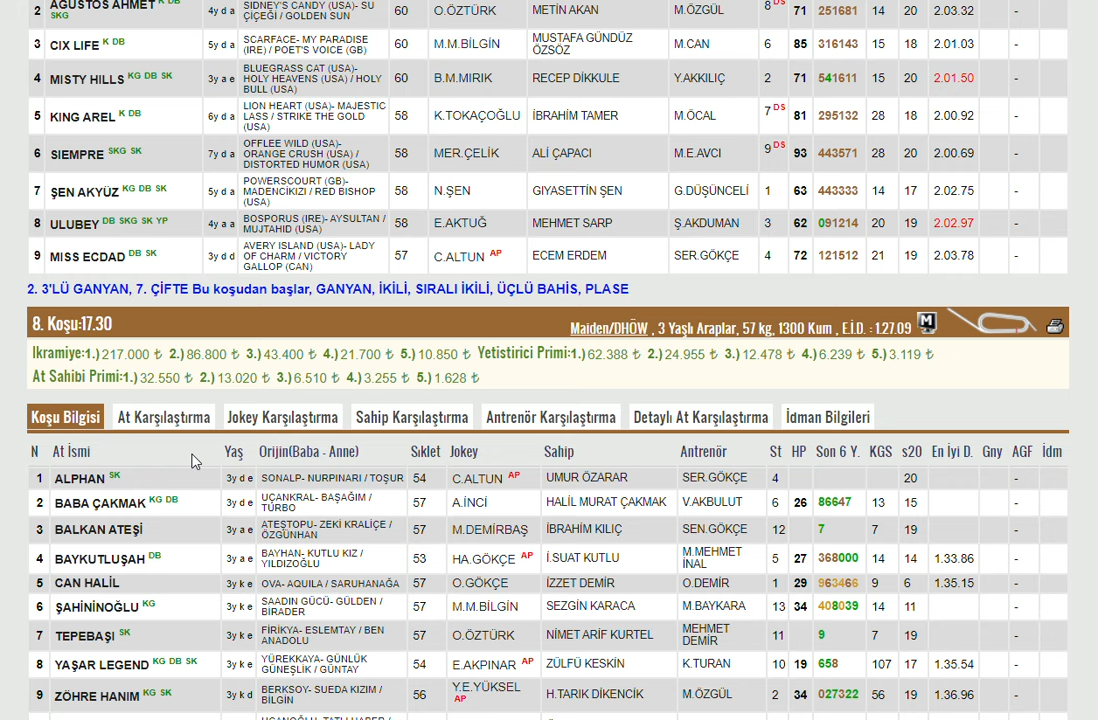 2 AĞUSTOS AHMET K DB SKG 4y d a SIDNEY'S CANDY (USA)- SU ÇİÇEĞİ / GOLDEN SUN 60 O.ÖZTÜRK METİN AKAN M.ÖZGÜL 8 DS 71 251681 14 20 2.03.32 -
3 CIX LIFE K DB 5y d a SCARFACE- MY PARADISE (IRE) / POET'S VOICE (GB) 60 M.M.BİLGİN MUSTAFA GÜNDÜZ ÖZSÖZ M.CAN 6 85 316143 15 18 2.01.03 -
4 MISTY HILLS KG DB SK 3y a e BLUEGRASS CAT (USA)- HOLY HEAVENS (USA) / HOLY BULL (USA) 60 B.M.MIRIK RECEP DİKKULE Y.AKKILIÇ 2 71 541611 15 20 2.01.50 -
5 KING AREL K DB 6y d a LION HEART (USA)- MAJESTIC LASS / STRIKE THE GOLD (USA) 58 K.TOKAÇOĞLU İBRAHİM TAMER M.ÖCAL 7 DS 81 295132 28 18 2.00.92 -
6 SIEMPRE SKG SK 7y d a OFFLEE WILD (USA)- ORANGE CRUSH (USA) / DISTORTED HUMOR (USA) 58 MER.ÇELİK ALİ ÇAPACI M.E.AVCI 9 DS 93 443571 28 20 2.00.69 -
7 ŞEN AKYÜZ KG DB SK 5y d a POWERSCOURT (GB)- MADENCIKIZI / RED BISHOP (USA) 58 N.ŞEN GIYASETTİN ŞEN G.DÜŞÜNCELİ 1 63 443333 14 17 2.02.75 -
8 ULUBEY DB SKG SK YP 4y a a BOSPORUS (IRE)- AYSULTAN / MUJTAHID (USA) 58 E.AKTUĞ MEHMET SARP Ş.AKDUMAN 3 62 091214 20 19 2.02.97 -
9 MISS ECDAD DB SK 3y d d AVERY ISLAND (USA)- LADY OF CHARM / VICTORY GALLOP (CAN) 57 C.ALTUN AP ECEM ERDEM SER.GÖKÇE 4 72 121512 21 19 2.03.78 -
2. 3'LÜ GANYAN, 7. ÇİFTE Bu koşudan başlar, GANYAN, İKİLİ, SIRALI İKİLİ, ÜÇLÜ BAHİS, PLASE
8. Koşu:17.30 Maiden/DHÖW , 3 Yaşlı Araplar, 57 kg, 1300 Kum , E.İ.D. : 1.27.09 M
İkramiye:1.) 217.000 ₺ 2.) 86.800 ₺ 3.) 43.400 ₺ 4.) 21.700 ₺ 5.) 10.850 ₺ Yetistirici Primi:1.) 62.388 ₺ 2.) 24.955 ₺ 3.) 12.478 ₺ 4.) 6.239 ₺ 5.) 3.119 ₺
At Sahibi Primi:1.) 32.550 ₺ 2.) 13.020 ₺ 3.) 6.510 ₺ 4.) 3.255 ₺ 5.) 1.628 ₺
Koşu Bilgisi At Karşılaştırma Jokey Karşılaştırma Sahip Karşılaştırma Antrenör Karşılaştırma Detaylı At Karşılaştırma İdman Bilgileri
N At İsmi Yaş Orijin(Baba - Anne) Sıklet Jokey Sahip Antrenör St HP Son 6 Y. KGS s20 En İyi D. Gny AGF İdm
1 ALPHAN SK 3y d e SONALP- NURPINARI / TOŞUR 54 C.ALTUN AP UMUR ÖZARAR SER.GÖKÇE 4 20 -
2 BABA ÇAKMAK KG DB 3y d e UÇANKRAL- BAŞAĞIM / TURBO 57 A.İNCİ HALİL MURAT ÇAKMAK V.AKBULUT 6 26 86647 13 15 -
3 BALKAN ATEŞİ 3y a e ATEŞTOPU- ZEKİ KRALİÇE / ÖZGÜNHAN 57 M.DEMİRBAŞ İBRAHİM KILIÇ SEN.GÖKÇE 12 7 7 19 -
4 BAYKUTLUŞAH DB 3y a e BAYHAN- KUTLU KIZ / YILDIZOĞLU 53 HA.GÖKÇE AP İ.SUAT KUTLU M.MEHMET İNAL 5 27 368000 14 14 1.33.86 -
5 CAN HALİL 3y k e OVA- AQUILA / SARUHANAĞA 57 O.GÖKÇE İZZET DEMİR O.DEMİR 1 29 963466 9 6 1.35.15 -
6 ŞAHİNİNOĞLU KG 3y k e SAADIN GÜCÜ- GÜLDEN / BİRADER 57 M.M.BİLGİN SEZGİN KARACA M.BAYKARA 13 34 408039 14 11 -
7 TEPEBAŞI SK 3y k e FİRİKYA- ESLEMTAY / BEN ANADOLU 57 O.ÖZTÜRK NİMET ARİF KURTEL MEHMET DEMİR 11 9 7 19 -
8 YAŞAR LEGEND KG DB SK 3y k e YÜREKKAYA- GÜNLÜK GÜNEŞLİK / GÜNTAY 54 E.AKPINAR AP ZÜLFÜ KESKİN K.TURAN 10 19 658 107 17 1.35.54 -
9 ZÖHRE HANIM KG SK 3y k d BERKSOY- SUEDA KIZIM / BİLGİN 56 Y.E.YÜKSEL AP H.TARIK DİKENCİK M.ÖZGÜL 2 34 027322 56 19 1.36.96 -